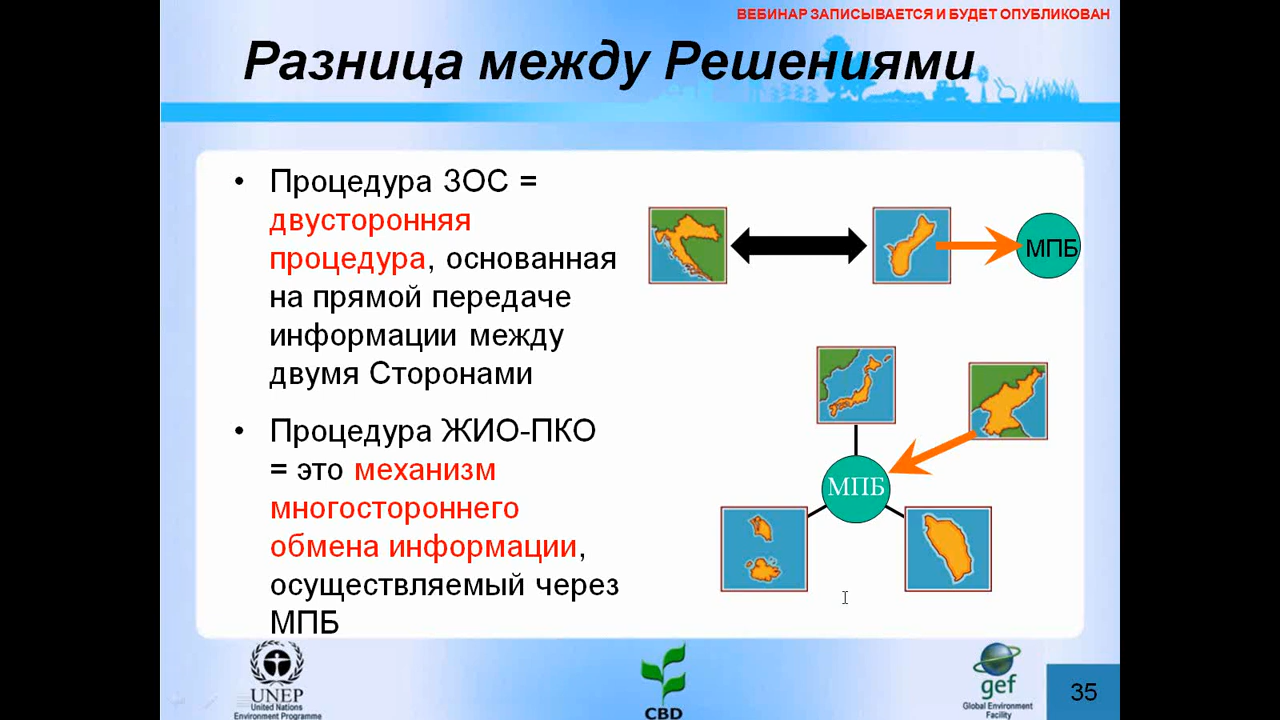 ВЕБИНАР ЗАПИСЫВАЕТСЯ И БУДЕТ ОПУБЛИКОВАН
Разница между Решениями
• Процедура ЗОС =
двусторонняя
процедура, основанная
на прямой передаче
информации между
двумя Сторонами
• Процедура ЖИО-ПКО
= это механизм
многостороннего
обмена информации,
осуществляемый через
МПБ
МПБ
МПБ
UNEP
United Nations
Environment Programme
CBD
gef
Global Environment
Facility
35